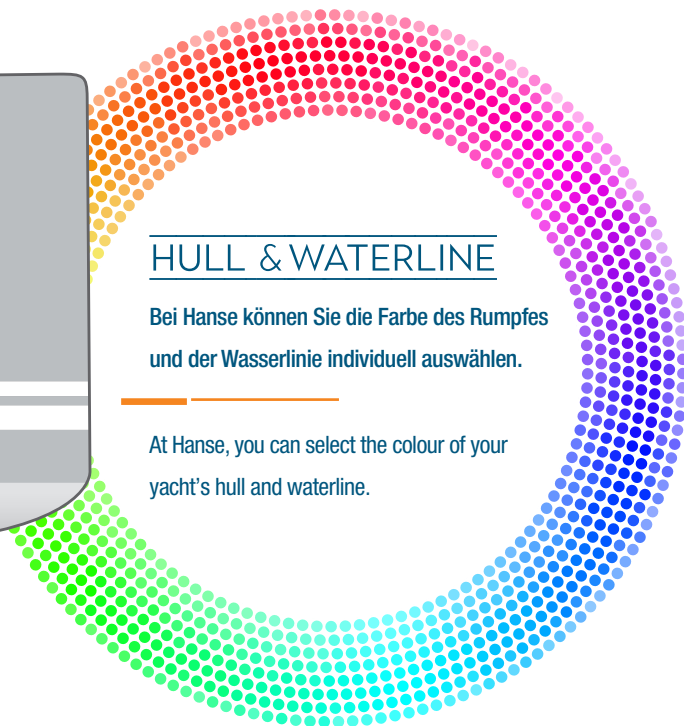 HULL & WATERLINE
Bei Hanse können Sie die Farbe des Rumpfes
und der Wasserlinie individuell auswählen.
At Hanse, you can select the colour of your
yacht's hull and waterline.